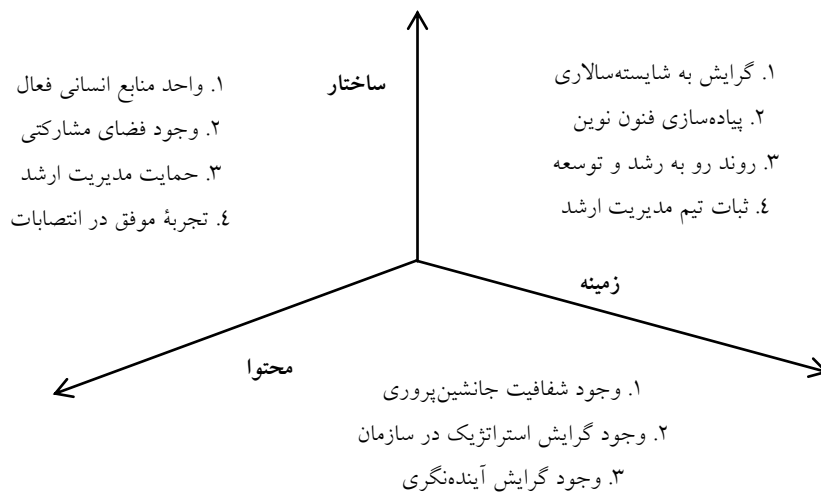 ساختار
۱. گرایش به شایسته‌سالاری
۲. پیاده‌سازی فنون نوین
۳. روند رو به رشد و توسعه
٤. ثبات تیم مدیریت ارشد
۱. واحد منابع انسانی فعال
۲. وجود فضای مشارکتی
۳. حمایت مدیریت ارشد
٤. تجربهٔ موفق در انتصابات
زمینه
محتوا
۱. وجود شفافیت جانشین‌پروری
۲. وجود گرایش استراتژیک در سازمان
۳. وجود گرایش آینده‌نگری